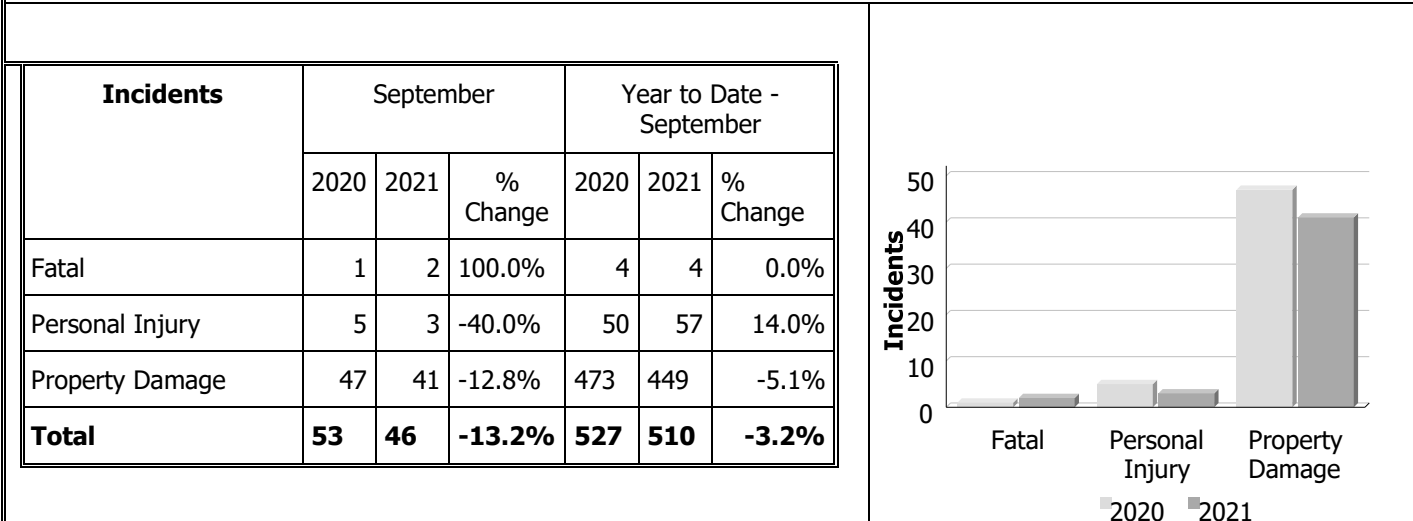 Incidents September Year to Date -
September
2020 2021 % Change 2020 2021 % Change
Fatal 1 2 100.0% 4 4 0.0%
Personal Injury 5 3 -40.0% 50 57 14.0%
Property Damage 47 41 -12.8% 473 449 -5.1%
Total 53 46 -13.2% 527 510 -3.2%
Incidents
50
40
30
20
10
0
Fatal Personal Injury Property Damage
2020 2021